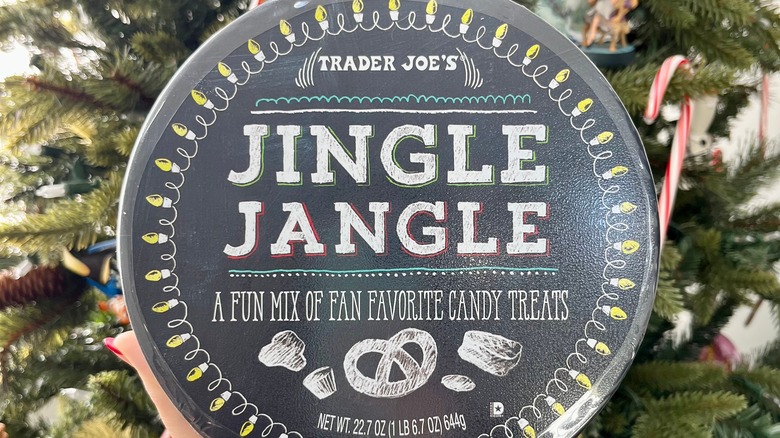 TRADER JOE'S
JINGLE
JANGLE
A FUN MIX OF FAN FAVORITE CANDY TREATS
NET WT. 22.7 OZ (1 LB 6.7 OZ) 644g
D